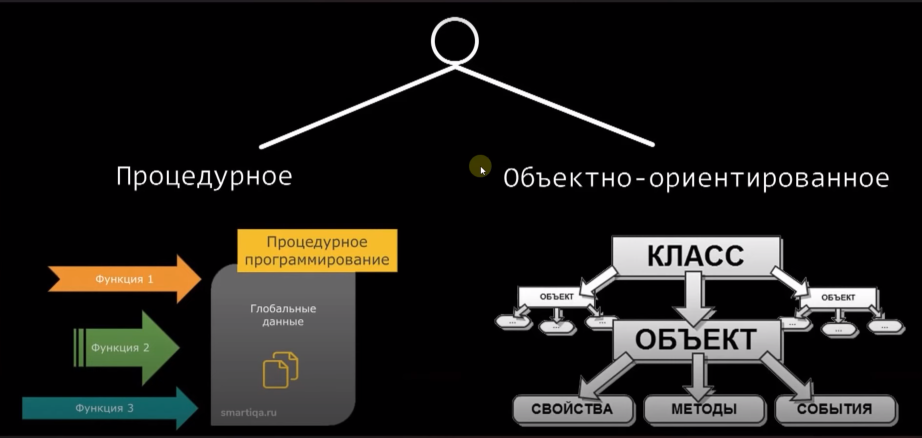 Процедурное
Объектно-ориентированное
Процедурное
программирование
Функция 1
Глобальные
данные
Функция 2
Функция 3
smartiqa.ru
КЛАСС
ОБЪЕКТ
ОБЪЕКТ
...
...
...
...
...
...
ОБЪЕКТ
СВОЙСТВА
МЕТОДЫ
СОБЫТИЯ